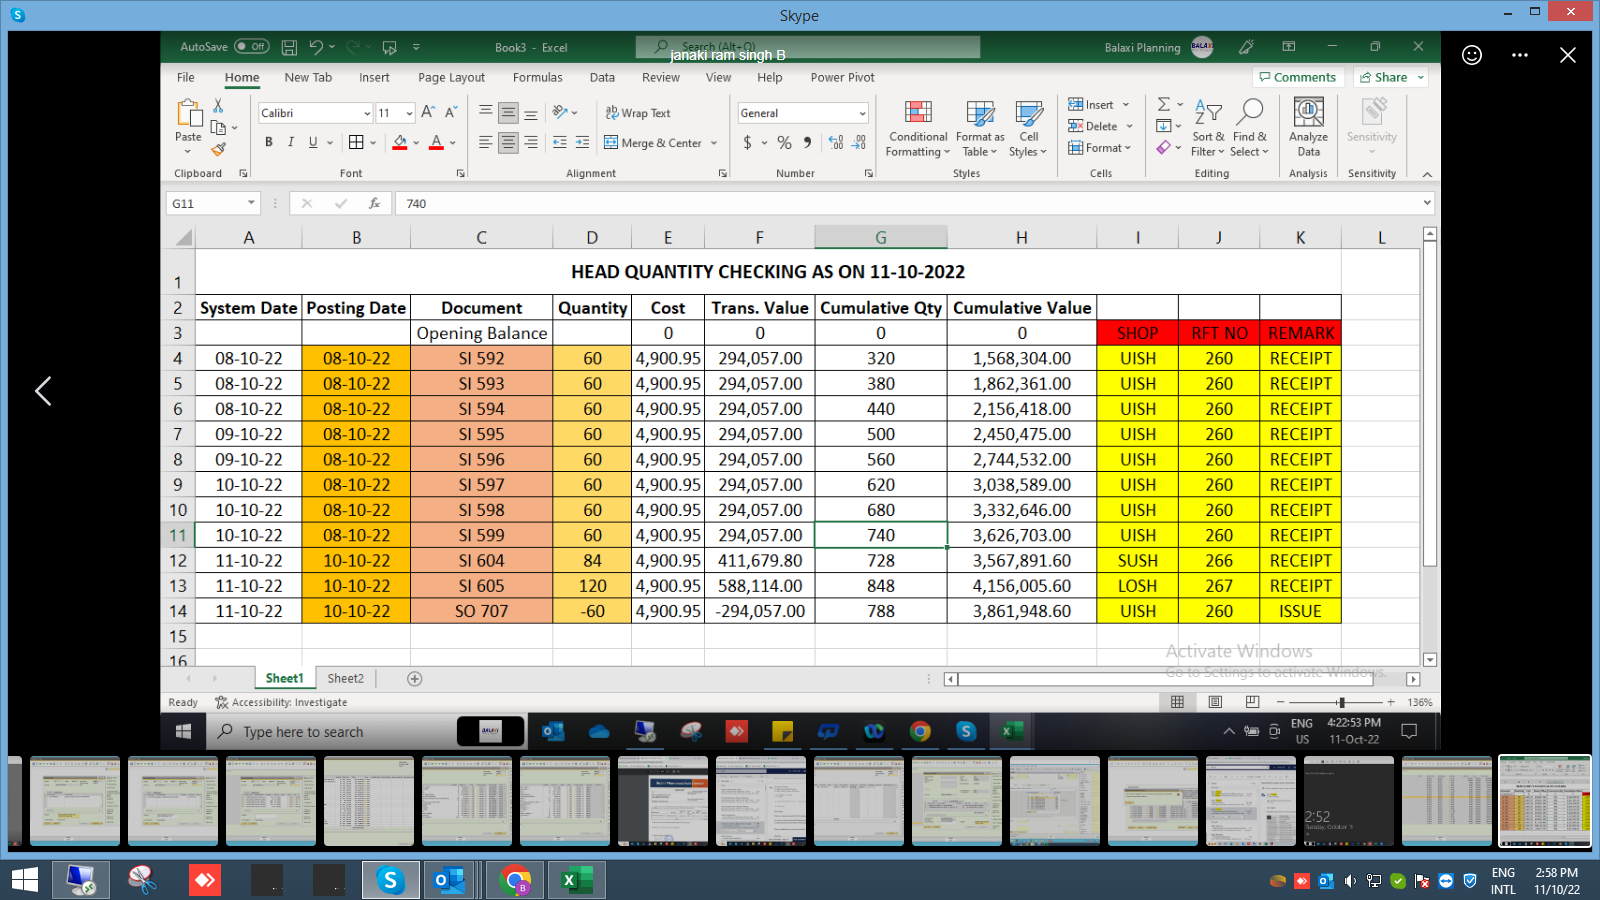 Skype
AutoSave Off Book3 - Excel Search (Alt+Q) Balaxi Planning BALAXI
janaki ram singh B
File Home New Tab Insert Page Layout Formulas Data Review View Help Power Pivot Comments Share
Paste Calibri 11 Wrap Text General Conditional Formatting Format as Table Cell Styles Insert Delete Format Sort & Filter Find & Select Analyze Data Sensitivity
B I U A Merge & Center $ %
Clipboard Font Alignment Number Styles Cells Editing Analysis Sensitivity
G11 fx 740
A B C D E F G H I J K L
1 HEAD QUANTITY CHECKING AS ON 11-10-2022
2 System Date Posting Date Document Quantity Cost Trans. Value Cumulative Qty Cumulative Value
3 Opening Balance 0 0 0 0 SHOP RFT NO REMARK
4 08-10-22 08-10-22 SI 592 60 4,900.95 294,057.00 320 1,568,304.00 UISH 260 RECEIPT
5 08-10-22 08-10-22 SI 593 60 4,900.95 294,057.00 380 1,862,361.00 UISH 260 RECEIPT
6 08-10-22 08-10-22 SI 594 60 4,900.95 294,057.00 440 2,156,418.00 UISH 260 RECEIPT
7 09-10-22 08-10-22 SI 595 60 4,900.95 294,057.00 500 2,450,475.00 UISH 260 RECEIPT
8 09-10-22 08-10-22 SI 596 60 4,900.95 294,057.00 560 2,744,532.00 UISH 260 RECEIPT
9 10-10-22 08-10-22 SI 597 60 4,900.95 294,057.00 620 3,038,589.00 UISH 260 RECEIPT
10 10-10-22 08-10-22 SI 598 60 4,900.95 294,057.00 680 3,332,646.00 UISH 260 RECEIPT
11 10-10-22 08-10-22 SI 599 60 4,900.95 294,057.00 740 3,626,703.00 UISH 260 RECEIPT
12 11-10-22 10-10-22 SI 604 84 4,900.95 411,679.80 728 3,567,891.60 SUSH 266 RECEIPT
13 11-10-22 10-10-22 SI 605 120 4,900.95 588,114.00 848 4,156,005.60 LOSH 267 RECEIPT
14 11-10-22 10-10-22 SO 707 -60 4,900.95 -294,057.00 788 3,861,948.60 UISH 260 ISSUE
15
16
Activate Windows
Go to Settings to activate Windows.
Sheet1 Sheet2
Ready Accessibility: Investigate 136%
Type here to search ENG US 4:22:53 PM 11-Oct-22
2:52
Tuesday, October 11
ENG INTL 2:58 PM 11/10/22